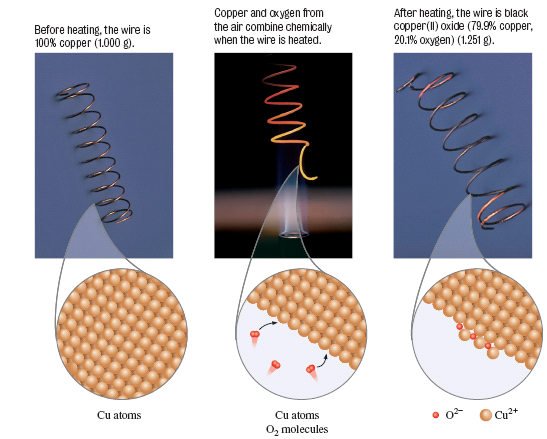 Before heating, the wire is
100% copper (1.000 g).
Copper and oxygen from
the air combine chemically
when the wire is heated.
After heating, the wire is black
copper(II) oxide (79.9% copper,
20.1% oxygen) (1.251 g).
Cu atoms
Cu atoms
O₂ molecules
O²⁻
Cu²⁺